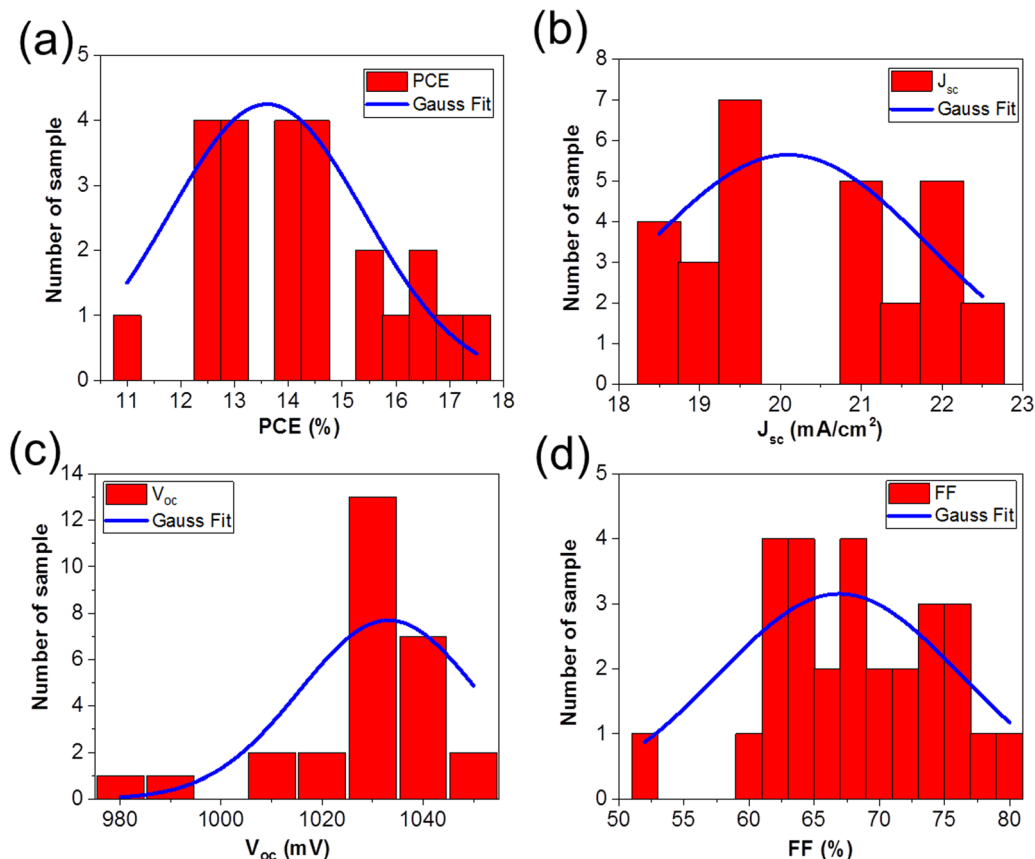 (a)
5
4
3
2
1
0
Number of sample
PCE
Gauss Fit
11 12 13 14 15 16 17 18
PCE (%)
(b)
8
7
6
5
4
3
2
1
0
Number of sample
J_sc
Gauss Fit
18 19 20 21 22 23
J_sc (mA/cm²)
(c)
14
12
10
8
6
4
2
0
Number of sample
V_oc
Gauss Fit
980 1000 1020 1040
V_oc (mV)
(d)
5
4
3
2
1
0
Number of sample
FF
Gauss Fit
50 55 60 65 70 75 80
FF (%)